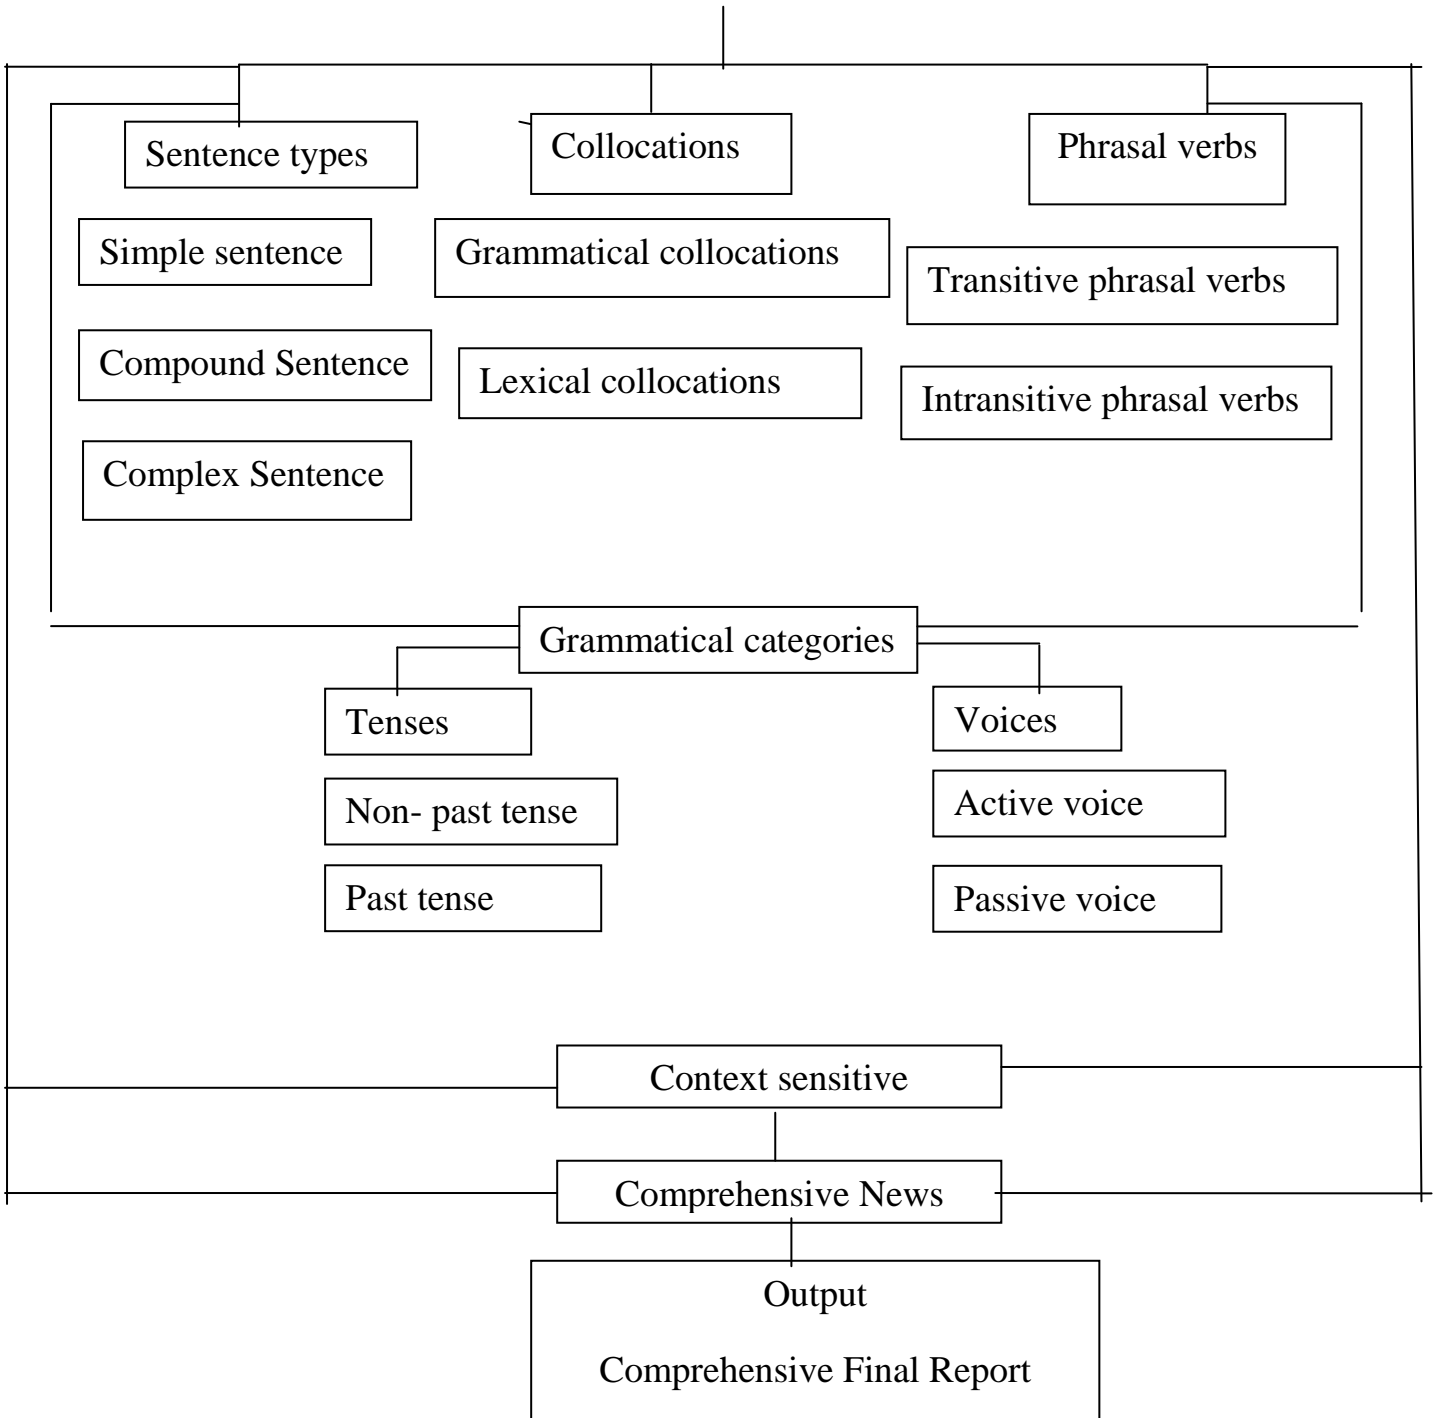 Sentence types
Collocations
Phrasal verbs
Simple sentence
Grammatical collocations
Transitive phrasal verbs
Compound Sentence
Lexical collocations
Intransitive phrasal verbs
Complex Sentence
Grammatical categories
Tenses
Voices
Non- past tense
Active voice
Past tense
Passive voice
Context sensitive
Comprehensive News
Output
Comprehensive Final Report